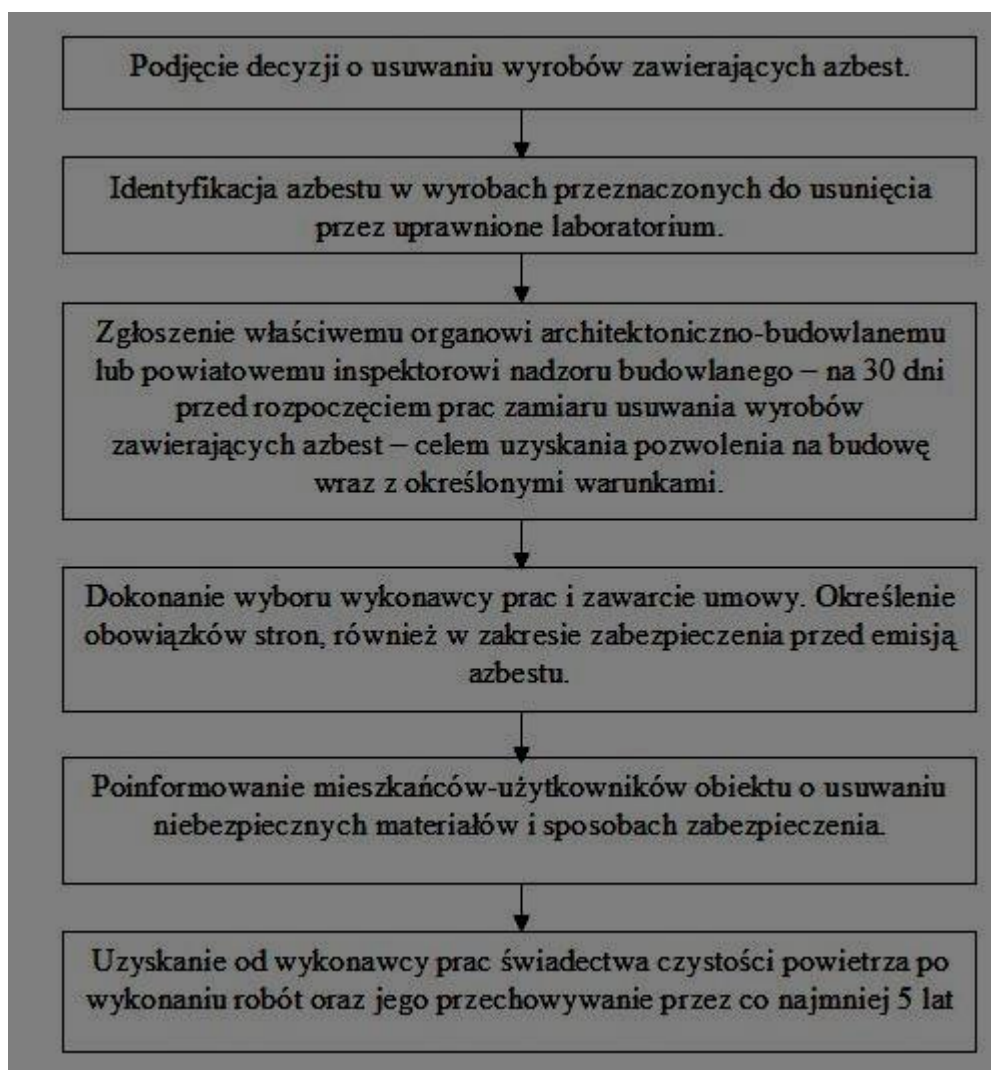 Podjęcie decyzji o usuwaniu wyrobów zawierających azbest.
Identyfikacja azbestu w wyrobach przeznaczonych do usunięcia
przez uprawnione laboratorium.
Zgłoszenie właściwemu organowi architektoniczno-budowlanemu
lub powiatowemu inspektorowi nadzoru budowlanego – na 30 dni
przed rozpoczęciem prac zamiaru usuwania wyrobów
zawierających azbest – celem uzyskania pozwolenia na budowę
wraz z określonymi warunkami.
Dokonanie wyboru wykonawcy prac i zawarcie umowy. Określenie
obowiązków stron, również w zakresie zabezpieczenia przed emisją
azbestu.
Poinformowanie mieszkańców-użytkowników obiektu o usuwaniu
niebezpiecznych materiałów i sposobach zabezpieczenia.
Uzyskanie od wykonawcy prac świadectwa czystości powietrza po
wykonaniu robót oraz jego przechowywanie przez co najmniej 5 lat